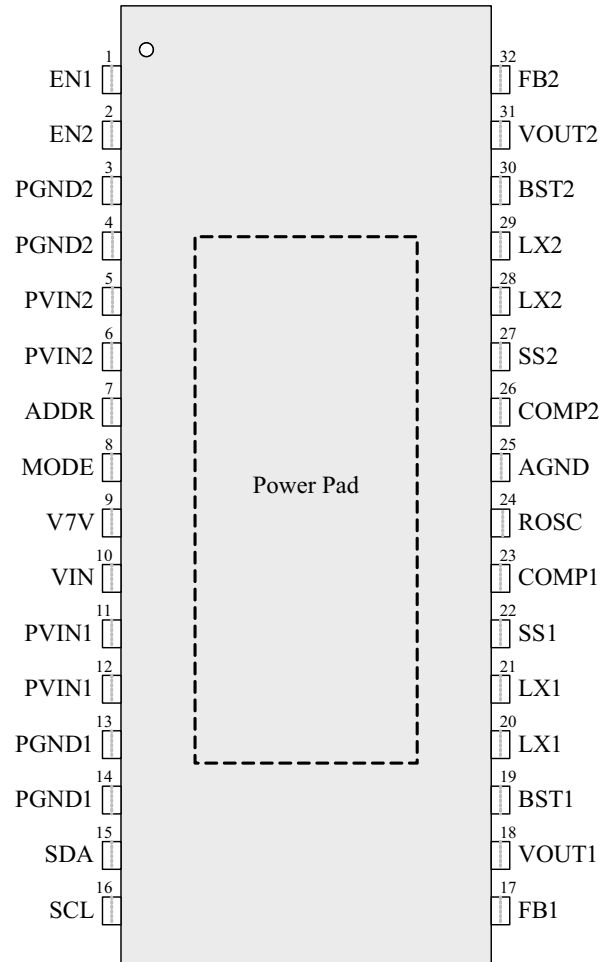 1
EN1
2
EN2
3
PGND2
4
PGND2
5
PVIN2
6
PVIN2
7
ADDR
8
MODE
9
V7V
10
VIN
11
PVIN1
12
PVIN1
13
PGND1
14
PGND1
15
SDA
16
SCL
Power Pad
32
FB2
31
VOUT2
30
BST2
29
LX2
28
LX2
27
SS2
26
COMP2
25
AGND
24
ROSC
23
COMP1
22
SS1
21
LX1
20
LX1
19
BST1
18
VOUT1
17
FB1